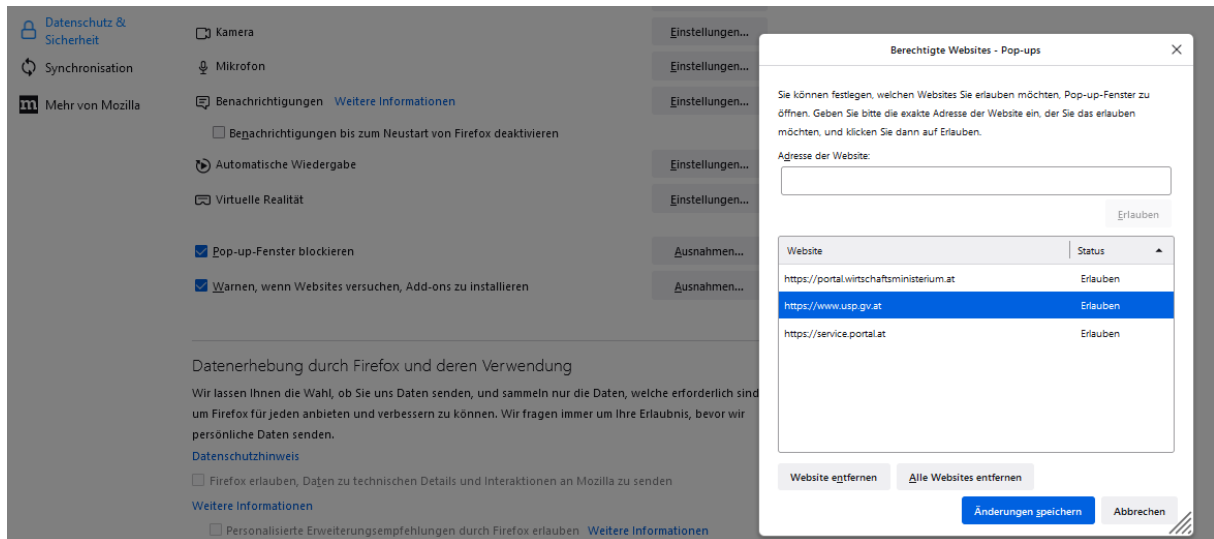 Datenschutz &
Sicherheit
Synchronisation
Mehr von Mozilla
Kamera
Einstellungen...
Mikrofon
Einstellungen...
Benachrichtigungen Weitere Informationen
Einstellungen...
Benachrichtigungen bis zum Neustart von Firefox deaktivieren
Automatische Wiedergabe
Einstellungen...
Virtuelle Realität
Einstellungen...
Pop-up-Fenster blockieren
Ausnahmen...
Warnen, wenn Websites versuchen, Add-ons zu installieren
Ausnahmen...
Datenerhebung durch Firefox und deren Verwendung
Wir lassen Ihnen die Wahl, ob Sie uns Daten senden, und sammeln nur die Daten, welche erforderlich sind
um Firefox für jeden anbieten und verbessern zu können. Wir fragen immer um Ihre Erlaubnis, bevor wir
persönliche Daten senden.
Datenschutzhinweis
Firefox erlauben, Daten zu technischen Details und Interaktionen an Mozilla zu senden
Weitere Informationen
Personalisierte Erweiterungsempfehlungen durch Firefox erlauben Weitere Informationen
Berechtigte Websites - Pop-ups
Sie können festlegen, welchen Websites Sie erlauben möchten, Pop-up-Fenster zu
öffnen. Geben Sie bitte die exakte Adresse der Website ein, der Sie das erlauben
möchten, und klicken Sie dann auf Erlauben.
Adresse der Website:
Erlauben
Website Status
https://portal.wirtschaftsministerium.at Erlauben
https://www.usp.gv.at Erlauben
https://service.portal.at Erlauben
Website entfernen Alle Websites entfernen
Änderungen speichern Abbrechen